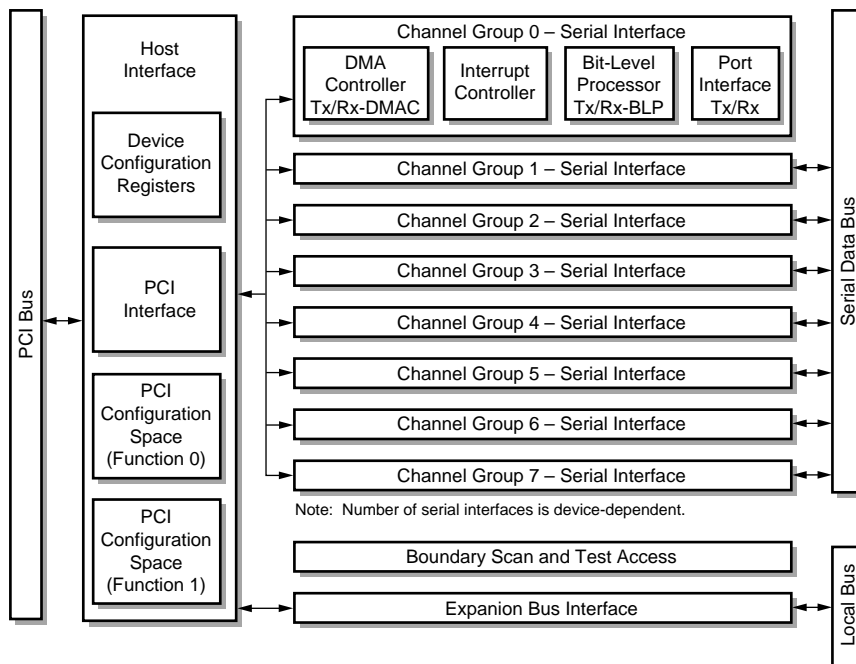 PCI Bus
Host
Interface
Device
Configuration
Registers
PCI
Interface
PCI
Configuration
Space
(Function 0)
PCI
Configuration
Space
(Function 1)
Channel Group 0 – Serial Interface
DMA
Controller
Tx/Rx-DMAC
Interrupt
Controller
Bit-Level
Processor
Tx/Rx-BLP
Port
Interface
Tx/Rx
Channel Group 1 – Serial Interface
Channel Group 2 – Serial Interface
Channel Group 3 – Serial Interface
Channel Group 4 – Serial Interface
Channel Group 5 – Serial Interface
Channel Group 6 – Serial Interface
Channel Group 7 – Serial Interface
Note: Number of serial interfaces is device-dependent.
Boundary Scan and Test Access
Expanion Bus Interface
Serial Data Bus
Local Bus